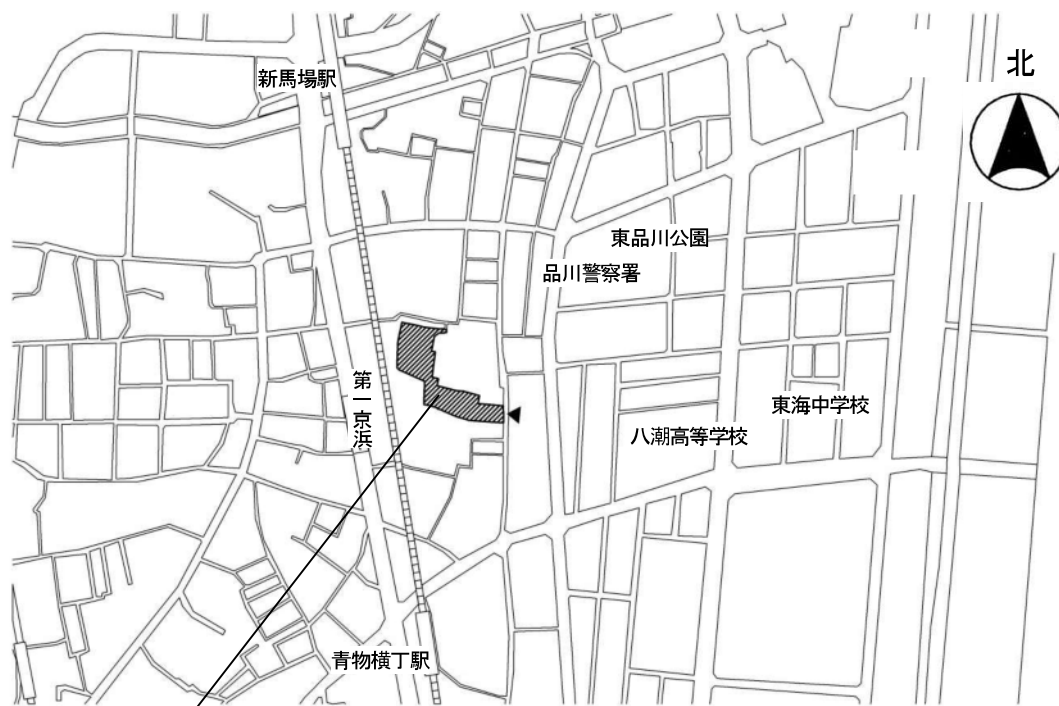 北
新馬場駅
東品川公園
品川警察署
第一京浜
東海中学校
八潮高等学校
青物横丁駅